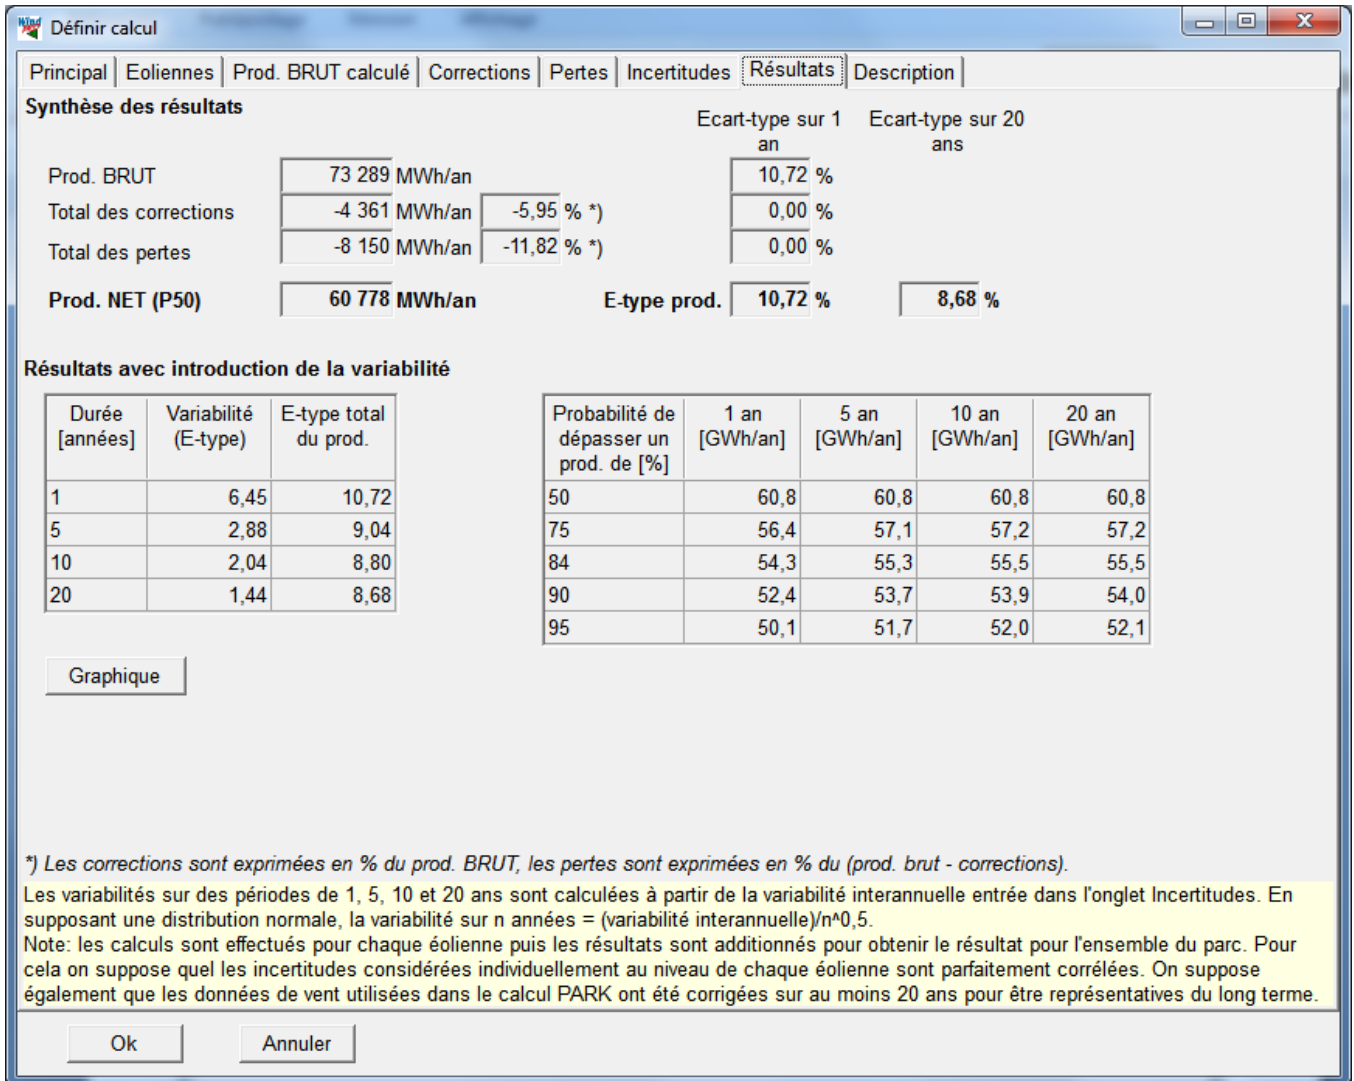 Définir calcul
Principal Eoliennes Prod. BRUT calculé Corrections Pertes Incertitudes Résultats Description
Synthèse des résultats
Ecart-type sur 1 an
Ecart-type sur 20 ans
Prod. BRUT 73 289 MWh/an 10,72 %
Total des corrections -4 361 MWh/an -5,95 % *) 0,00 %
Total des pertes -8 150 MWh/an -11,82 % *) 0,00 %
Prod. NET (P50) 60 778 MWh/an E-type prod. 10,72 % 8,68 %
Résultats avec introduction de la variabilité
Durée [années] Variabilité (E-type) E-type total du prod.
1 6,45 10,72
5 2,88 9,04
10 2,04 8,80
20 1,44 8,68
Probabilité de dépasser un prod. de [%] 1 an [GWh/an] 5 an [GWh/an] 10 an [GWh/an] 20 an [GWh/an]
50 60,8 60,8 60,8 60,8
75 56,4 57,1 57,2 57,2
84 54,3 55,3 55,5 55,5
90 52,4 53,7 53,9 54,0
95 50,1 51,7 52,0 52,1
Graphique
*) Les corrections sont exprimées en % du prod. BRUT, les pertes sont exprimées en % du (prod. brut - corrections).
Les variabilités sur des périodes de 1, 5, 10 et 20 ans sont calculées à partir de la variabilité interannuelle entrée dans l'onglet Incertitudes. En
supposant une distribution normale, la variabilité sur n années = (variabilité interannuelle)/n^0,5.
Note: les calculs sont effectués pour chaque éolienne puis les résultats sont additionnés pour obtenir le résultat pour l'ensemble du parc. Pour
cela on suppose quel les incertitudes considérées individuellement au niveau de chaque éolienne sont parfaitement corrélées. On suppose
également que les données de vent utilisées dans le calcul PARK ont été corrigées sur au moins 20 ans pour être représentatives du long terme.
Ok Annuler